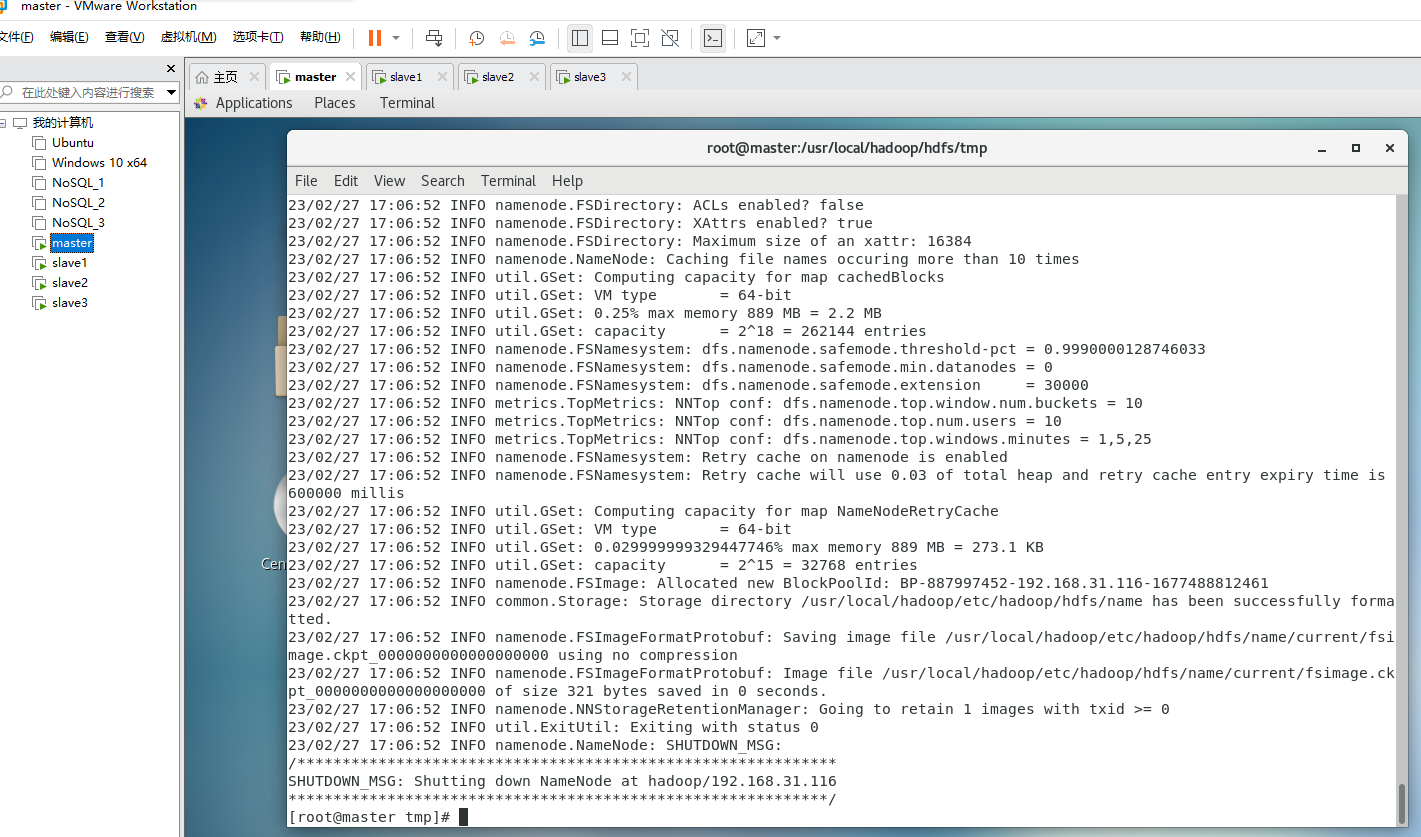 master - VMware Workstation
文件(F) 编辑(E) 查看(V) 虚拟机(M) 选项卡(T) 帮助(H)
在此处键入内容进行搜索
我的计算机
Ubuntu
Windows 10 x64
NoSQL_1
NoSQL_2
NoSQL_3
master
slave1
slave2
slave3
主页 master slave1 slave2 slave3
Applications Places Terminal
Cen
root@master:/usr/local/hadoop/hdfs/tmp
File Edit View Search Terminal Help
23/02/27 17:06:52 INFO namenode.FSDirectory: ACLs enabled? false
23/02/27 17:06:52 INFO namenode.FSDirectory: XAttrs enabled? true
23/02/27 17:06:52 INFO namenode.FSDirectory: Maximum size of an xattr: 16384
23/02/27 17:06:52 INFO namenode.NameNode: Caching file names occuring more than 10 times
23/02/27 17:06:52 INFO util.GSet: Computing capacity for map cachedBlocks
23/02/27 17:06:52 INFO util.GSet: VM type       = 64-bit
23/02/27 17:06:52 INFO util.GSet: 0.25% max memory 889 MB = 2.2 MB
23/02/27 17:06:52 INFO util.GSet: capacity      = 2^18 = 262144 entries
23/02/27 17:06:52 INFO namenode.FSNamesystem: dfs.namenode.safemode.threshold-pct = 0.9990000128746033
23/02/27 17:06:52 INFO namenode.FSNamesystem: dfs.namenode.safemode.min.datanodes = 0
23/02/27 17:06:52 INFO namenode.FSNamesystem: dfs.namenode.safemode.extension     = 30000
23/02/27 17:06:52 INFO metrics.TopMetrics: NNTop conf: dfs.namenode.top.window.num.buckets = 10
23/02/27 17:06:52 INFO metrics.TopMetrics: NNTop conf: dfs.namenode.top.num.users = 10
23/02/27 17:06:52 INFO metrics.TopMetrics: NNTop conf: dfs.namenode.top.windows.minutes = 1,5,25
23/02/27 17:06:52 INFO namenode.FSNamesystem: Retry cache on namenode is enabled
23/02/27 17:06:52 INFO namenode.FSNamesystem: Retry cache will use 0.03 of total heap and retry cache entry expiry time is
600000 millis
23/02/27 17:06:52 INFO util.GSet: Computing capacity for map NameNodeRetryCache
23/02/27 17:06:52 INFO util.GSet: VM type       = 64-bit
23/02/27 17:06:52 INFO util.GSet: 0.029999999329447746% max memory 889 MB = 273.1 KB
23/02/27 17:06:52 INFO util.GSet: capacity      = 2^15 = 32768 entries
23/02/27 17:06:52 INFO namenode.FSImage: Allocated new BlockPoolId: BP-887997452-192.168.31.116-1677488812461
23/02/27 17:06:52 INFO common.Storage: Storage directory /usr/local/hadoop/etc/hadoop/hdfs/name has been successfully forma
tted.
23/02/27 17:06:52 INFO namenode.FSImageFormatProtobuf: Saving image file /usr/local/hadoop/etc/hadoop/hdfs/name/current/fsi
mage.ckpt_0000000000000000000 using no compression
23/02/27 17:06:52 INFO namenode.FSImageFormatProtobuf: Image file /usr/local/hadoop/etc/hadoop/hdfs/name/current/fsimage.ck
pt_0000000000000000000 of size 321 bytes saved in 0 seconds.
23/02/27 17:06:52 INFO namenode.NNStorageRetentionManager: Going to retain 1 images with txid >= 0
23/02/27 17:06:52 INFO util.ExitUtil: Exiting with status 0
23/02/27 17:06:52 INFO namenode.NameNode: SHUTDOWN_MSG:
/************************************************************
SHUTDOWN_MSG: Shutting down NameNode at hadoop/192.168.31.116
************************************************************/
[root@master tmp]#